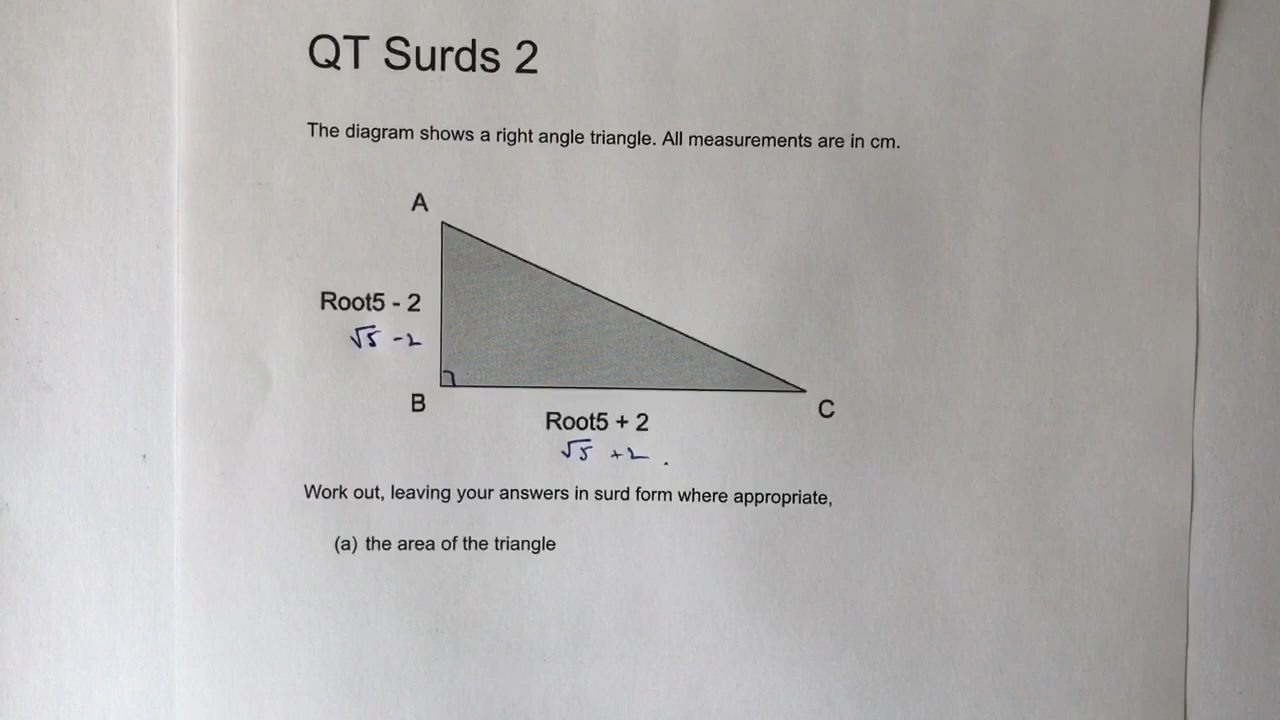 QT Surds 2
The diagram shows a right angle triangle. All measurements are in cm.
A
Root5 - 2
√5 -2
B
C
Root5 + 2
√5 +2 .
Work out, leaving your answers in surd form where appropriate,
(a) the area of the triangle